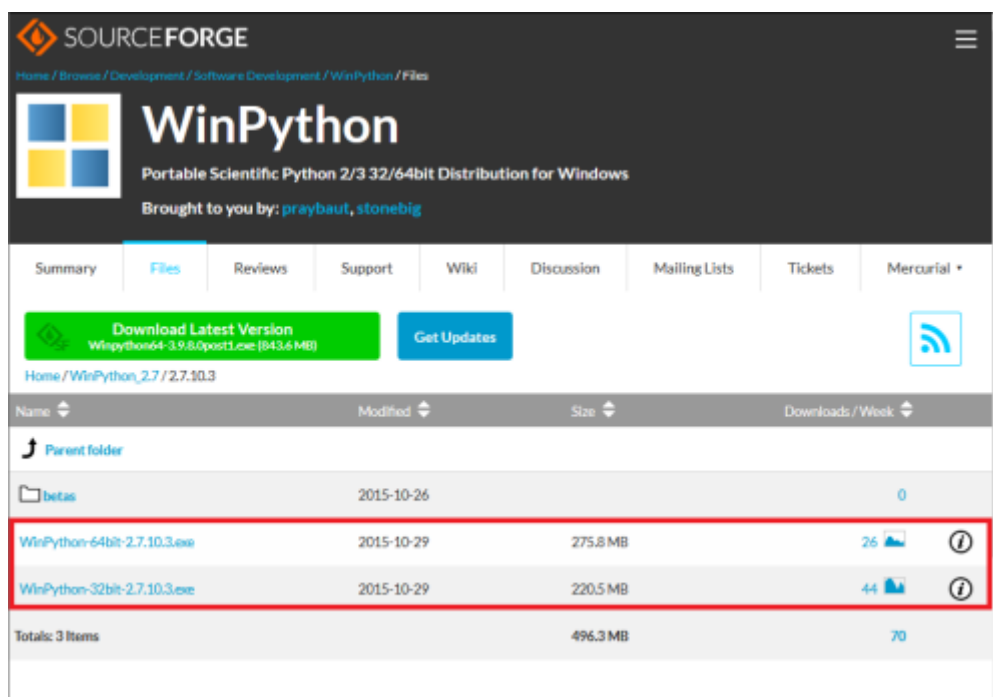 SOURCEFORGE
Home / Browse / Development / Software Development / WinPython / Files
WinPython
Portable Scientific Python 2/3 32/64bit Distribution for Windows
Brought to you by: praybaut, stonebig
Summary Files Reviews Support Wiki Discussion Mailing Lists Tickets Mercurial
Download Latest Version
Winpython64-3.9.8.0post1.exe (843.6 MB)
Get Updates
Home / WinPython_2.7 / 2.7.10.3
Name Modified Size Downloads / Week
Parent folder
betas 2015-10-26 0
WinPython-64bit-2.7.10.3.exe 2015-10-29 275.8 MB 26 i
WinPython-32bit-2.7.10.3.exe 2015-10-29 220.5 MB 44 i
Totals: 3 Items 496.3 MB 70